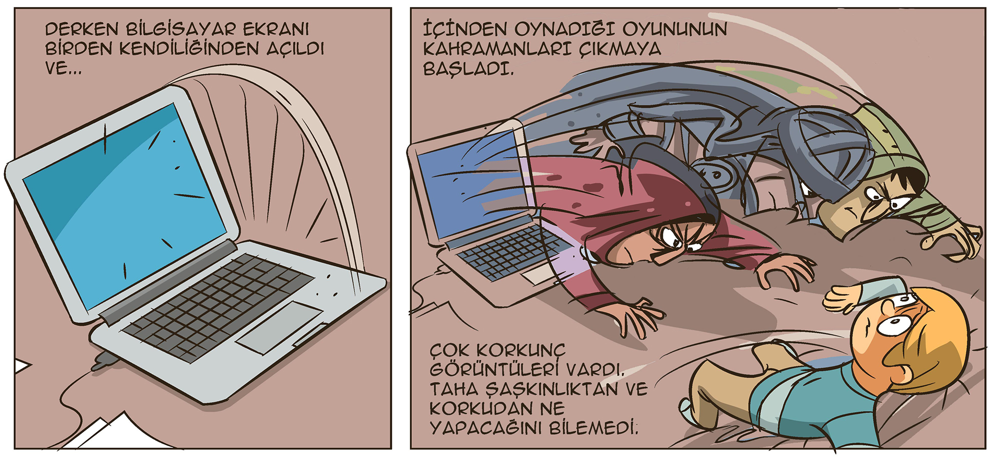 DERKEN BİLGİSAYAR EKRANI
BİRDEN KENDİLİĞİNDEN AÇILDI
VE...
İÇİNDEN OYNADIĞI OYUNUNUN
KAHRAMANLARI ÇIKMAYA
BAŞLADI.
ÇOK KORKUNÇ
GÖRÜNTÜLERİ VARDI.
TAHA ŞAŞKINLIKTAN VE
KORKUDAN NE
YAPACAĞINI BİLEMEDİ.